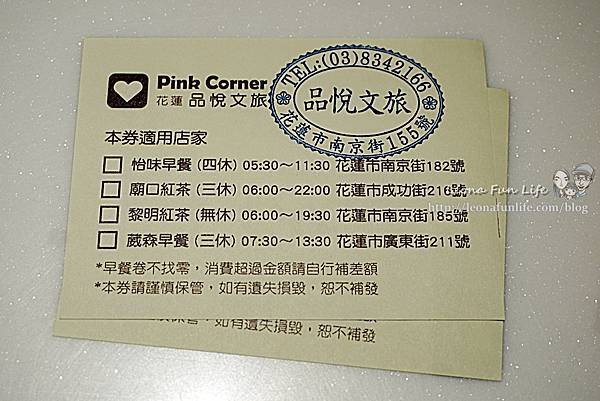 Pink Corner
花蓮 品悅文旅
TEL:(03)8342166
品悅文旅
花蓮市南京街155號
本券適用店家
怡味早餐 (四休) 05:30～11:30 花蓮市南京街182號
廟口紅茶 (三休) 06:00～22:00 花蓮市成功街216號
黎明紅茶 (無休) 06:00～19:30 花蓮市南京街185號
葳森早餐 (三休) 07:30～13:30 花蓮市廣東街211號
*早餐卷不找零，消費超過金額請自行補差額
*本券請謹慎保管，如有遺失損毀，恕不補發
保管，如有遺失損毀，恕不補發
Leona Fun Life
http://leonafunlife.com/blog